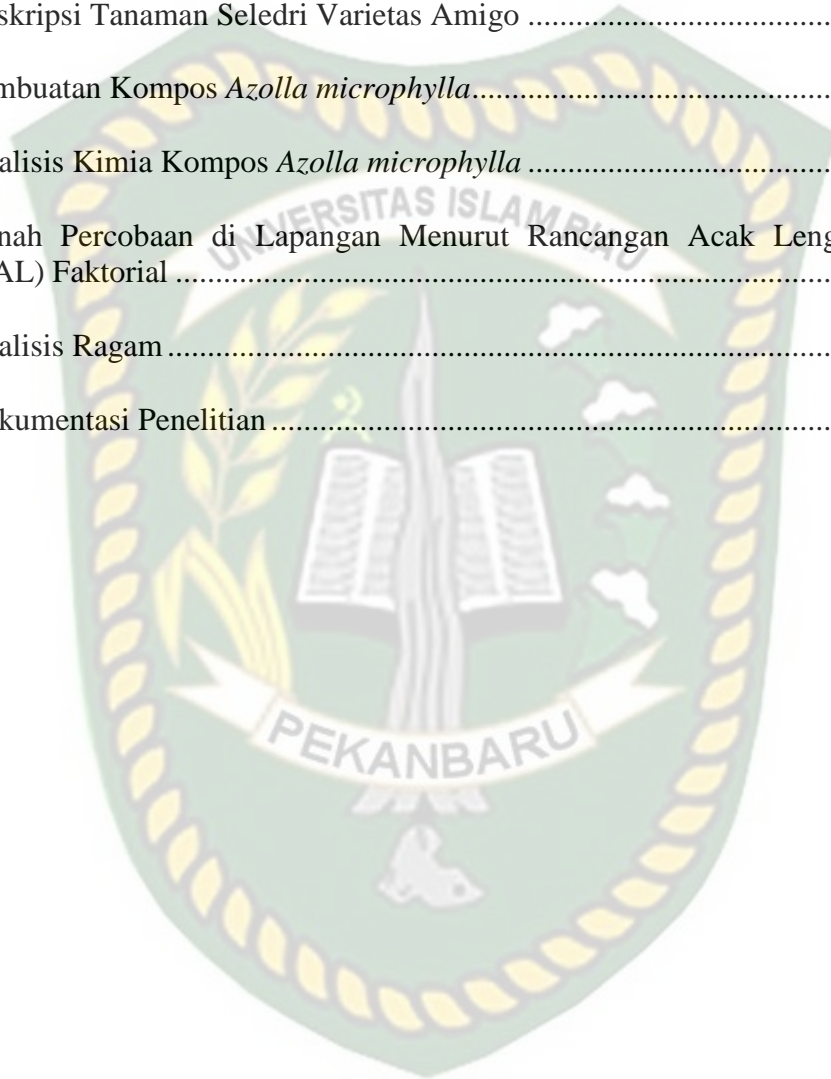 skripsi Tanaman Seledri Varietas Amigo ......................................
mbuatan Kompos Azolla microphylla..............................................
alisis Kimia Kompos Azolla microphylla .......................................
nah Percobaan di Lapangan Menurut Rancangan Acak Leng
AL) Faktorial ..................................................................................
alisis Ragam ...................................................................................
kumentasi Penelitian ......................................................................
UNIVERSITAS ISLAM RIAU
PEKANBARU